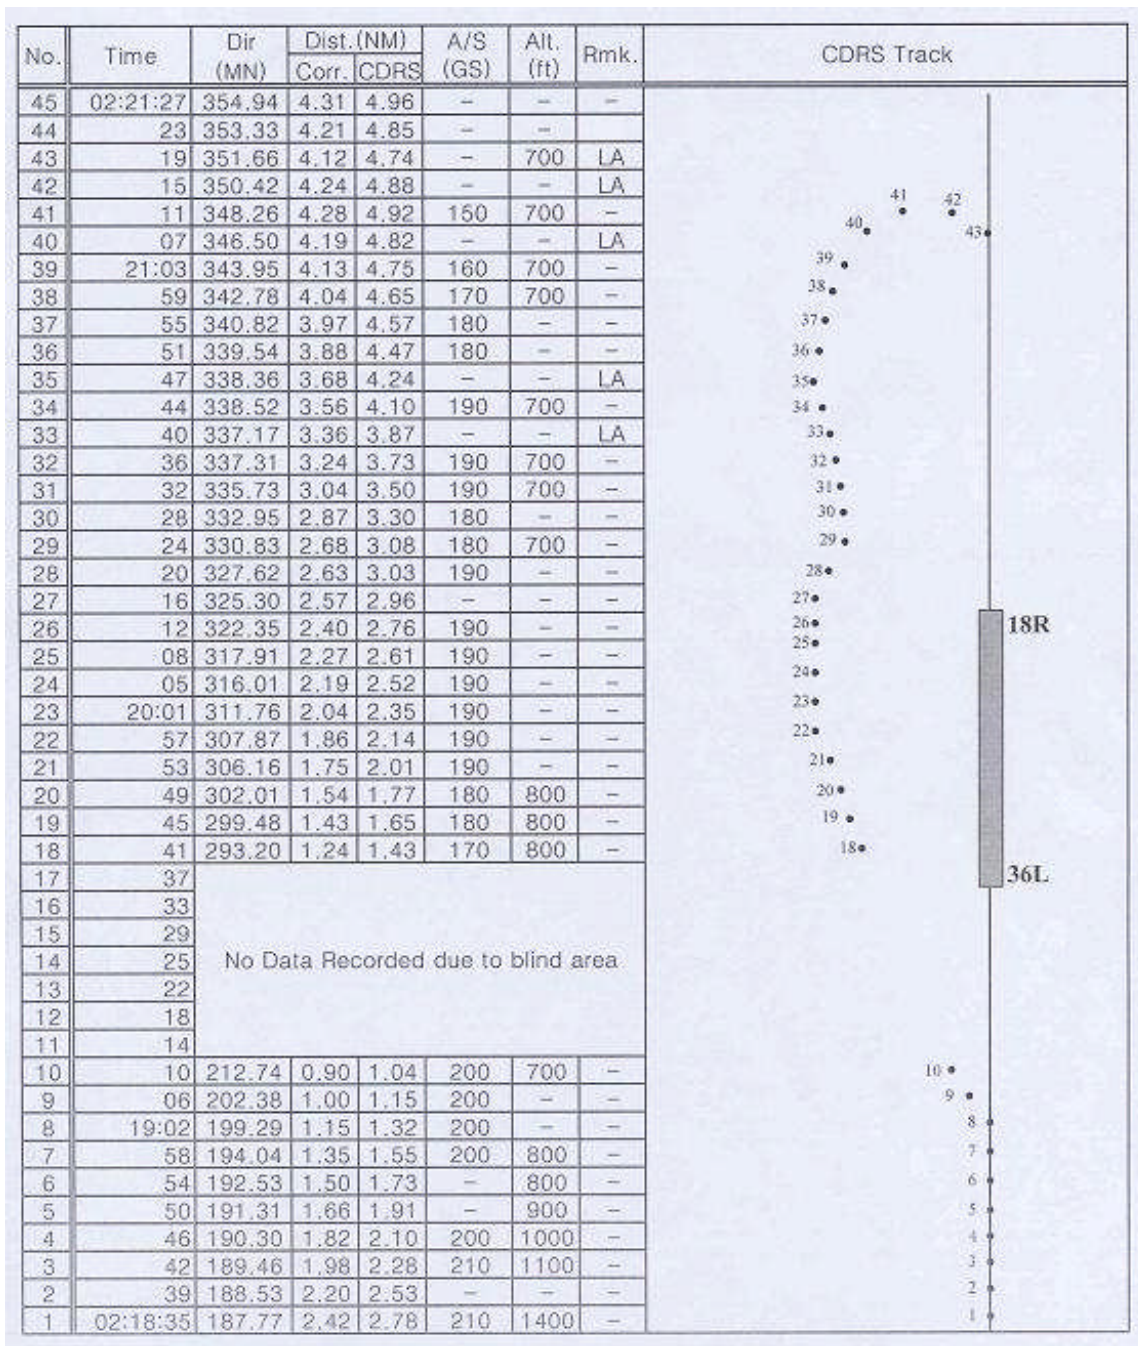 No. Time Dir (MN) Dist.(NM) Corr. CDRS A/S (GS) Alt. (ft) Rmk. CDRS Track
45 02:21:27 354.94 4.31 4.96 - - -
44 23 353.33 4.21 4.85 - -
43 19 351.66 4.12 4.74 - 700 LA
42 15 350.42 4.24 4.88 - - LA
41 11 348.26 4.28 4.92 150 700 -
40 07 346.50 4.19 4.82 - - LA
39 21:03 343.95 4.13 4.75 160 700 -
38 59 342.78 4.04 4.65 170 700 -
37 55 340.82 3.97 4.57 180 - -
36 51 339.54 3.88 4.47 180 - -
35 47 338.36 3.68 4.24 - - LA
34 44 338.52 3.56 4.10 190 700 -
33 40 337.17 3.36 3.87 - - LA
32 36 337.31 3.24 3.73 190 700 -
31 32 335.73 3.04 3.50 190 700 -
30 28 332.95 2.87 3.30 180 - -
29 24 330.83 2.68 3.08 180 700 -
28 20 327.62 2.63 3.03 190 - -
27 16 325.30 2.57 2.96 - - -
26 12 322.35 2.40 2.76 190 - -
25 08 317.91 2.27 2.61 190 - -
24 05 316.01 2.19 2.52 190 - -
23 20:01 311.76 2.04 2.35 190 - -
22 57 307.87 1.86 2.14 190 - -
21 53 306.16 1.75 2.01 190 - -
20 49 302.01 1.54 1.77 180 800 -
19 45 299.48 1.43 1.65 180 800 -
18 41 293.20 1.24 1.43 170 800 -
17 37
16 33
15 29
14 25 No Data Recorded due to blind area
13 22
12 18
11 14
10 10 212.74 0.90 1.04 200 700 -
9 06 202.38 1.00 1.15 200 - -
8 19:02 199.29 1.15 1.32 200 - -
7 58 194.04 1.35 1.55 200 800 -
6 54 192.53 1.50 1.73 - 800 -
5 50 191.31 1.66 1.91 - 900 -
4 46 190.30 1.82 2.10 200 1000 -
3 42 189.46 1.98 2.28 210 1100 -
2 39 188.53 2.20 2.53 - - -
1 02:18:35 187.77 2.42 2.78 210 1400 -
41
42
40
43
39
38
37
36
35
34
33
32
31
30
29
28
27
26
18R
25
24
23
22
21
20
19
18
36L
10
9
8
7
6
5
4
3
2
1